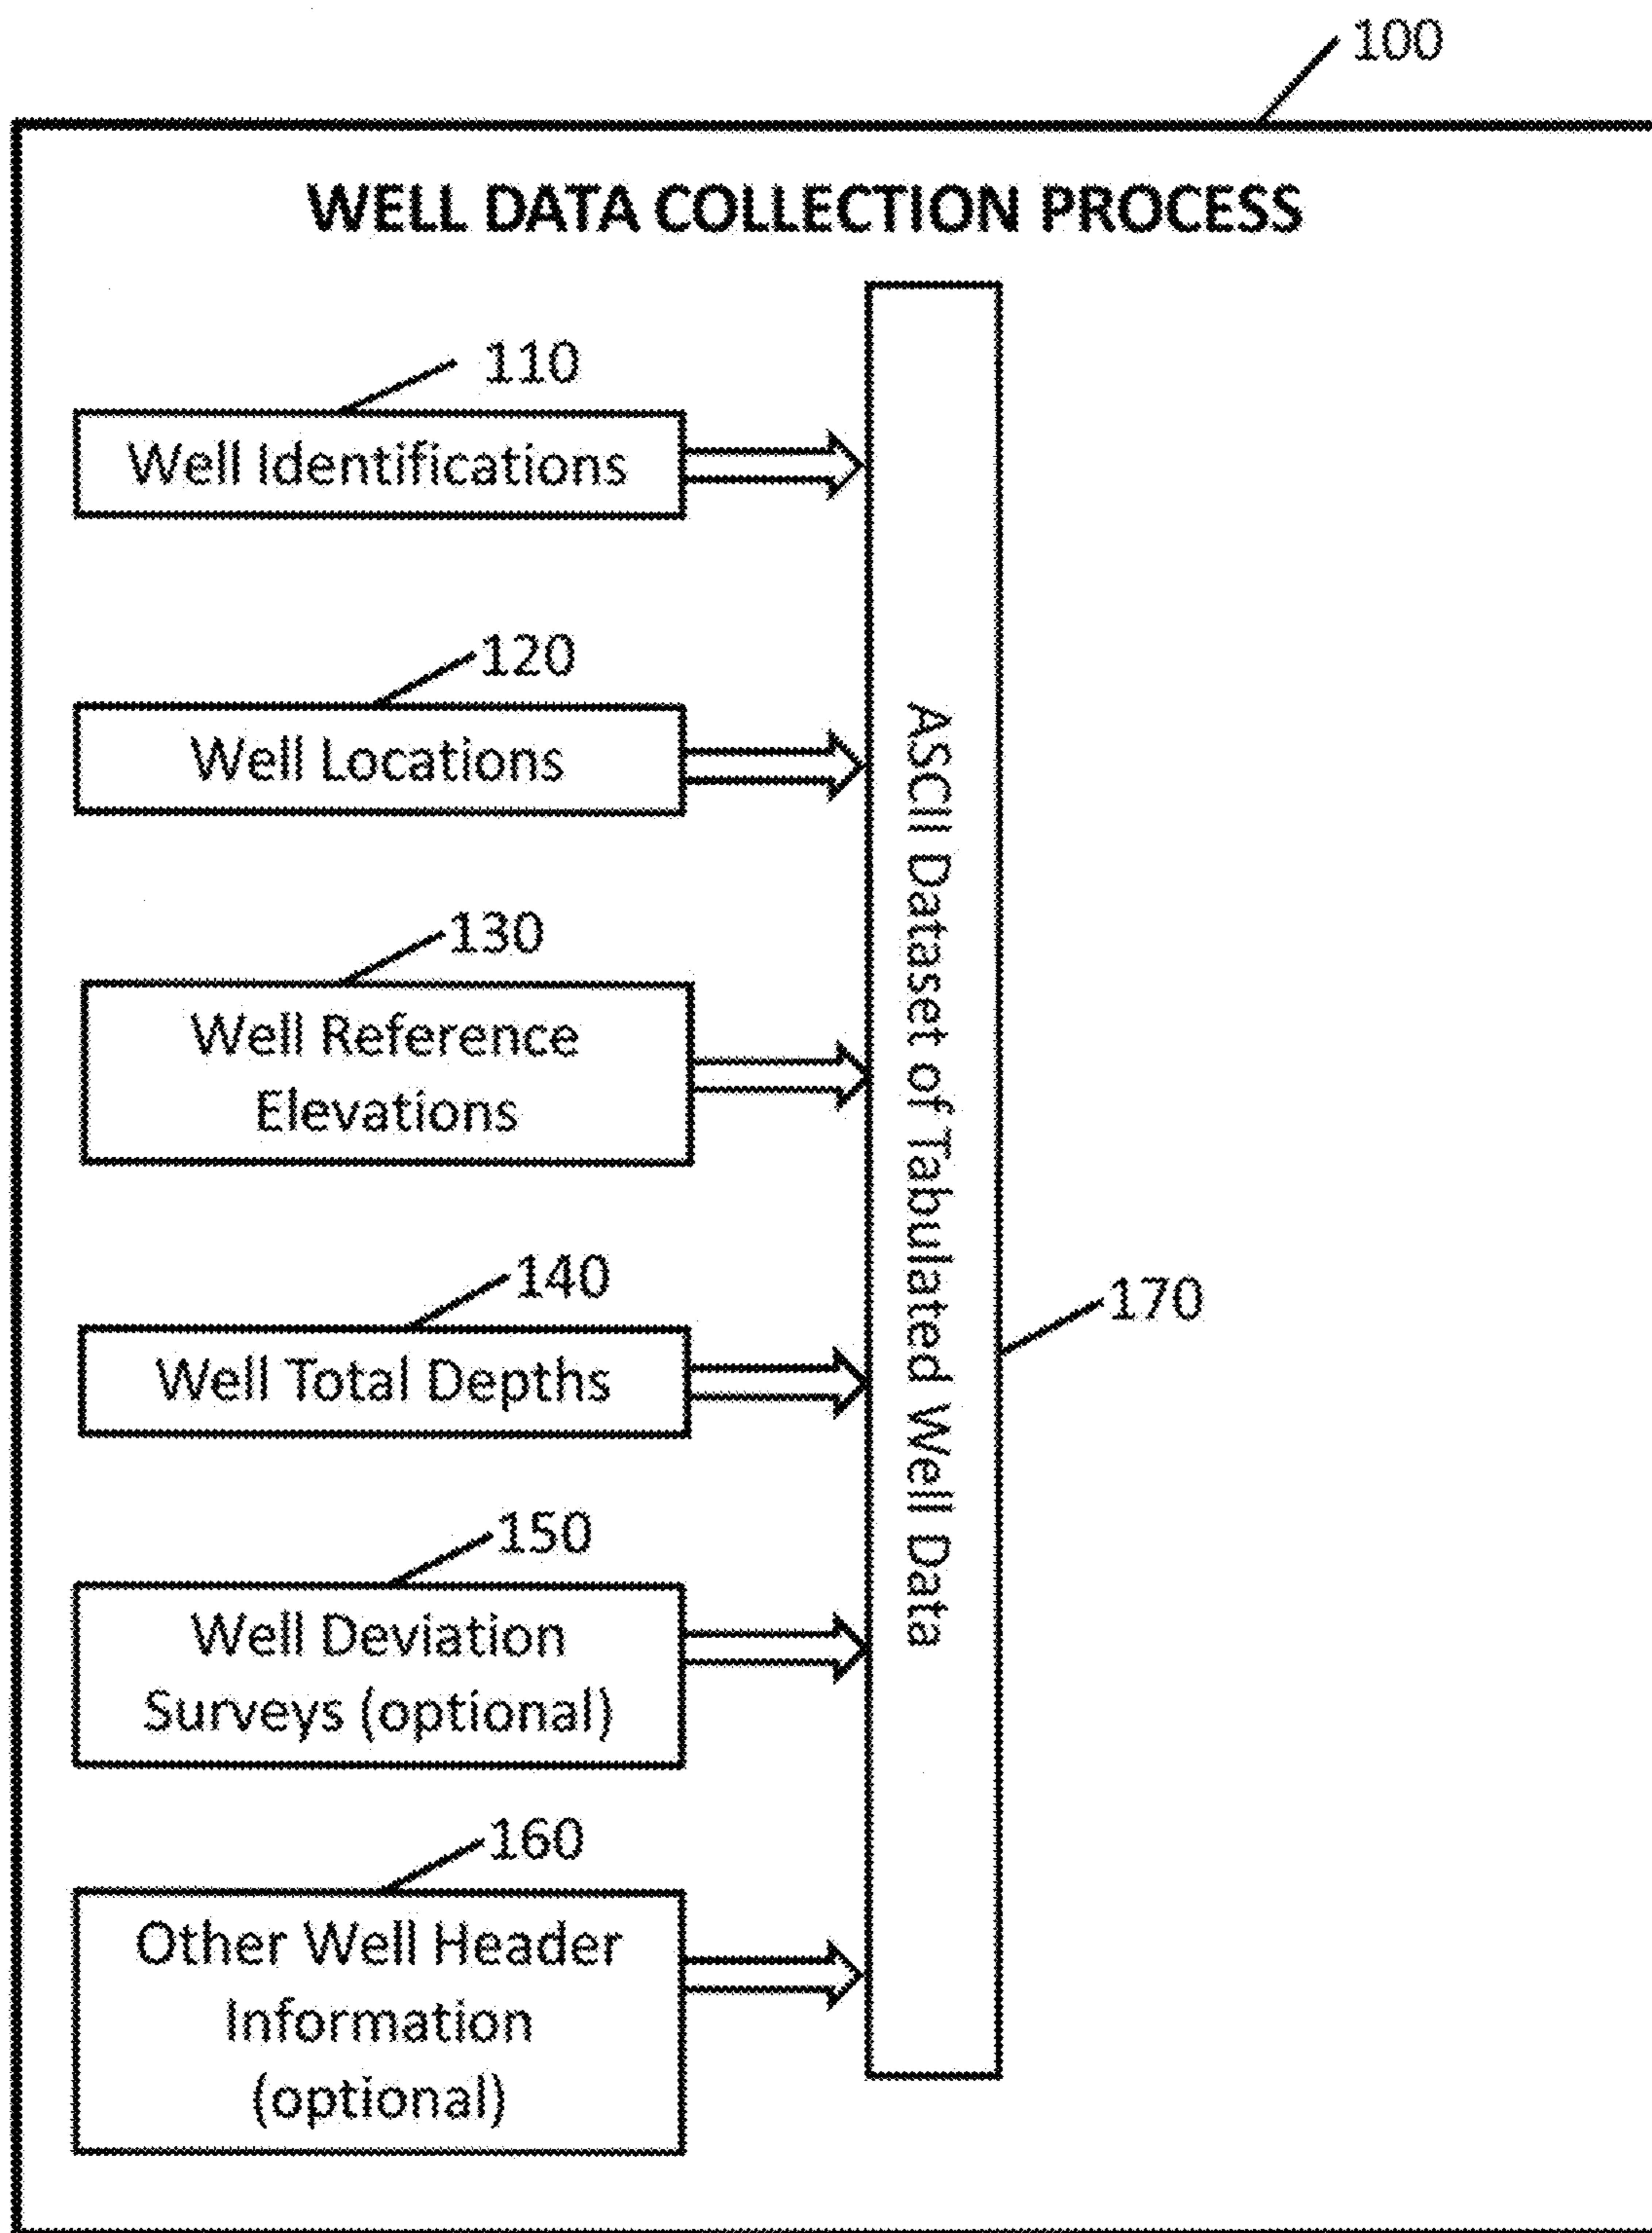 100
WELL DATA COLLECTION PROCESS
110
Well Identifications
120
Well Locations
130
Well Reference
Elevations
140
Well Total Depths
150
Well Deviation
Surveys (optional)
160
Other Well Header
Information
(optional)
ASCII Dataset of Tabulated Well Data
170